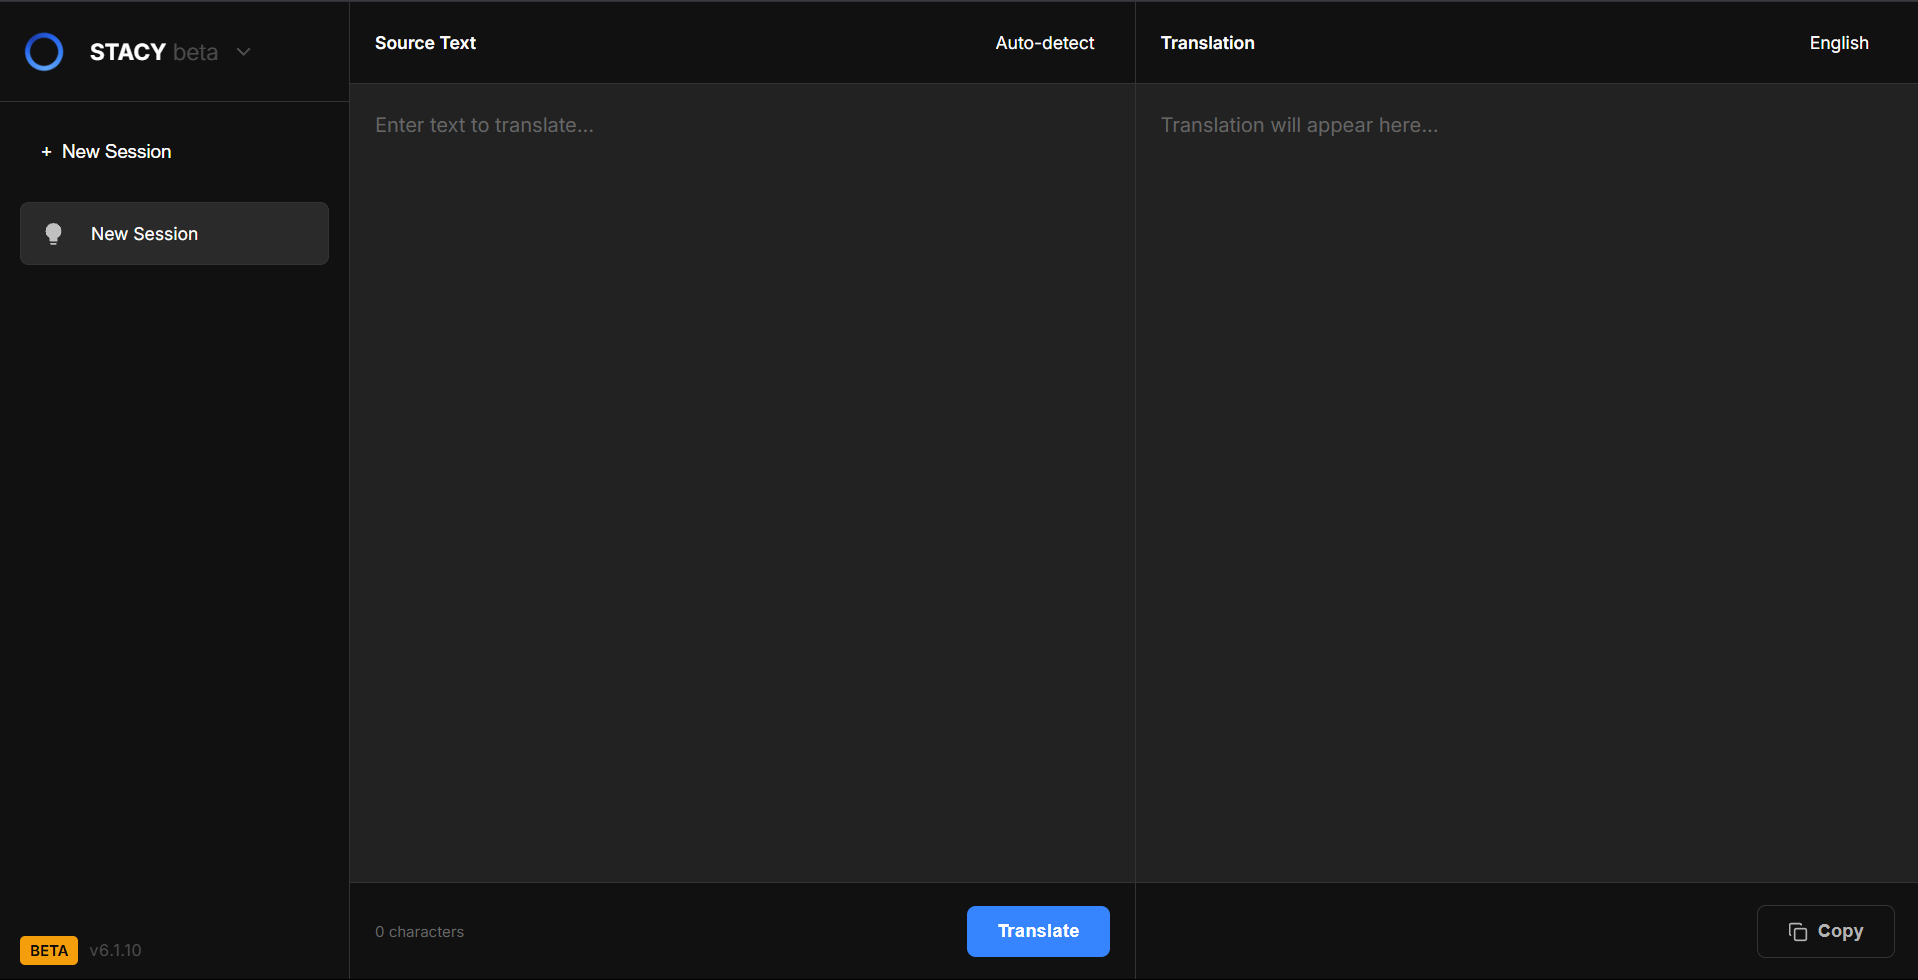 STACY beta
+ New Session
New Session
BETA v6.1.10
Source Text
Auto-detect
Enter text to translate...
0 characters
Translate
Translation
English
Translation will appear here...
Copy